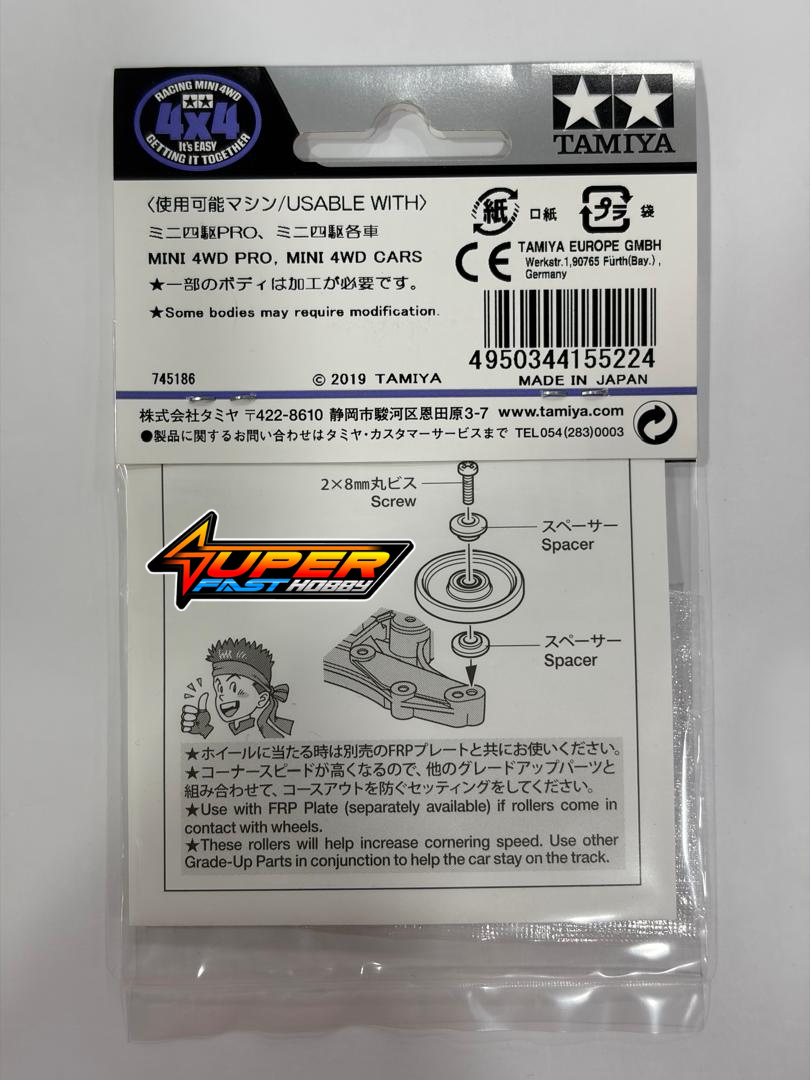 RACING MINI 4WD
4x4
It's EASY
GETTING IT TOGETHER
TAMIYA
〈使用可能マシン/USABLE WITH〉
ミニ四駆PRO、ミニ四駆各車
MINI 4WD PRO, MINI 4WD CARS
★一部のボディは加工が必要です。
★Some bodies may require modification.
紙 口紙
プラ 袋
CE TAMIYA EUROPE GMBH
Werkstr.1,90765 Fürth(Bay.),
Germany
4950344155224
745186 © 2019 TAMIYA MADE IN JAPAN
株式会社タミヤ 〒422-8610 静岡市駿河区恩田原3-7 www.tamiya.com
●製品に関するお問い合わせはタミヤ・カスタマーサービスまで TEL054(283)0003
2×8mm丸ビス
Screw
スペーサー
Spacer
SUPER
FAST HOBBY
スペーサー
Spacer
★ホイールに当たる時は別売のFRPプレートと共にお使いください。
★コーナースピードが高くなるので、他のグレードアップパーツと
組み合わせて、コースアウトを防ぐセッティングをしてください。
★Use with FRP Plate (separately available) if rollers come in
contact with wheels.
★These rollers will help increase cornering speed. Use other
Grade-Up Parts in conjunction to help the car stay on the track.